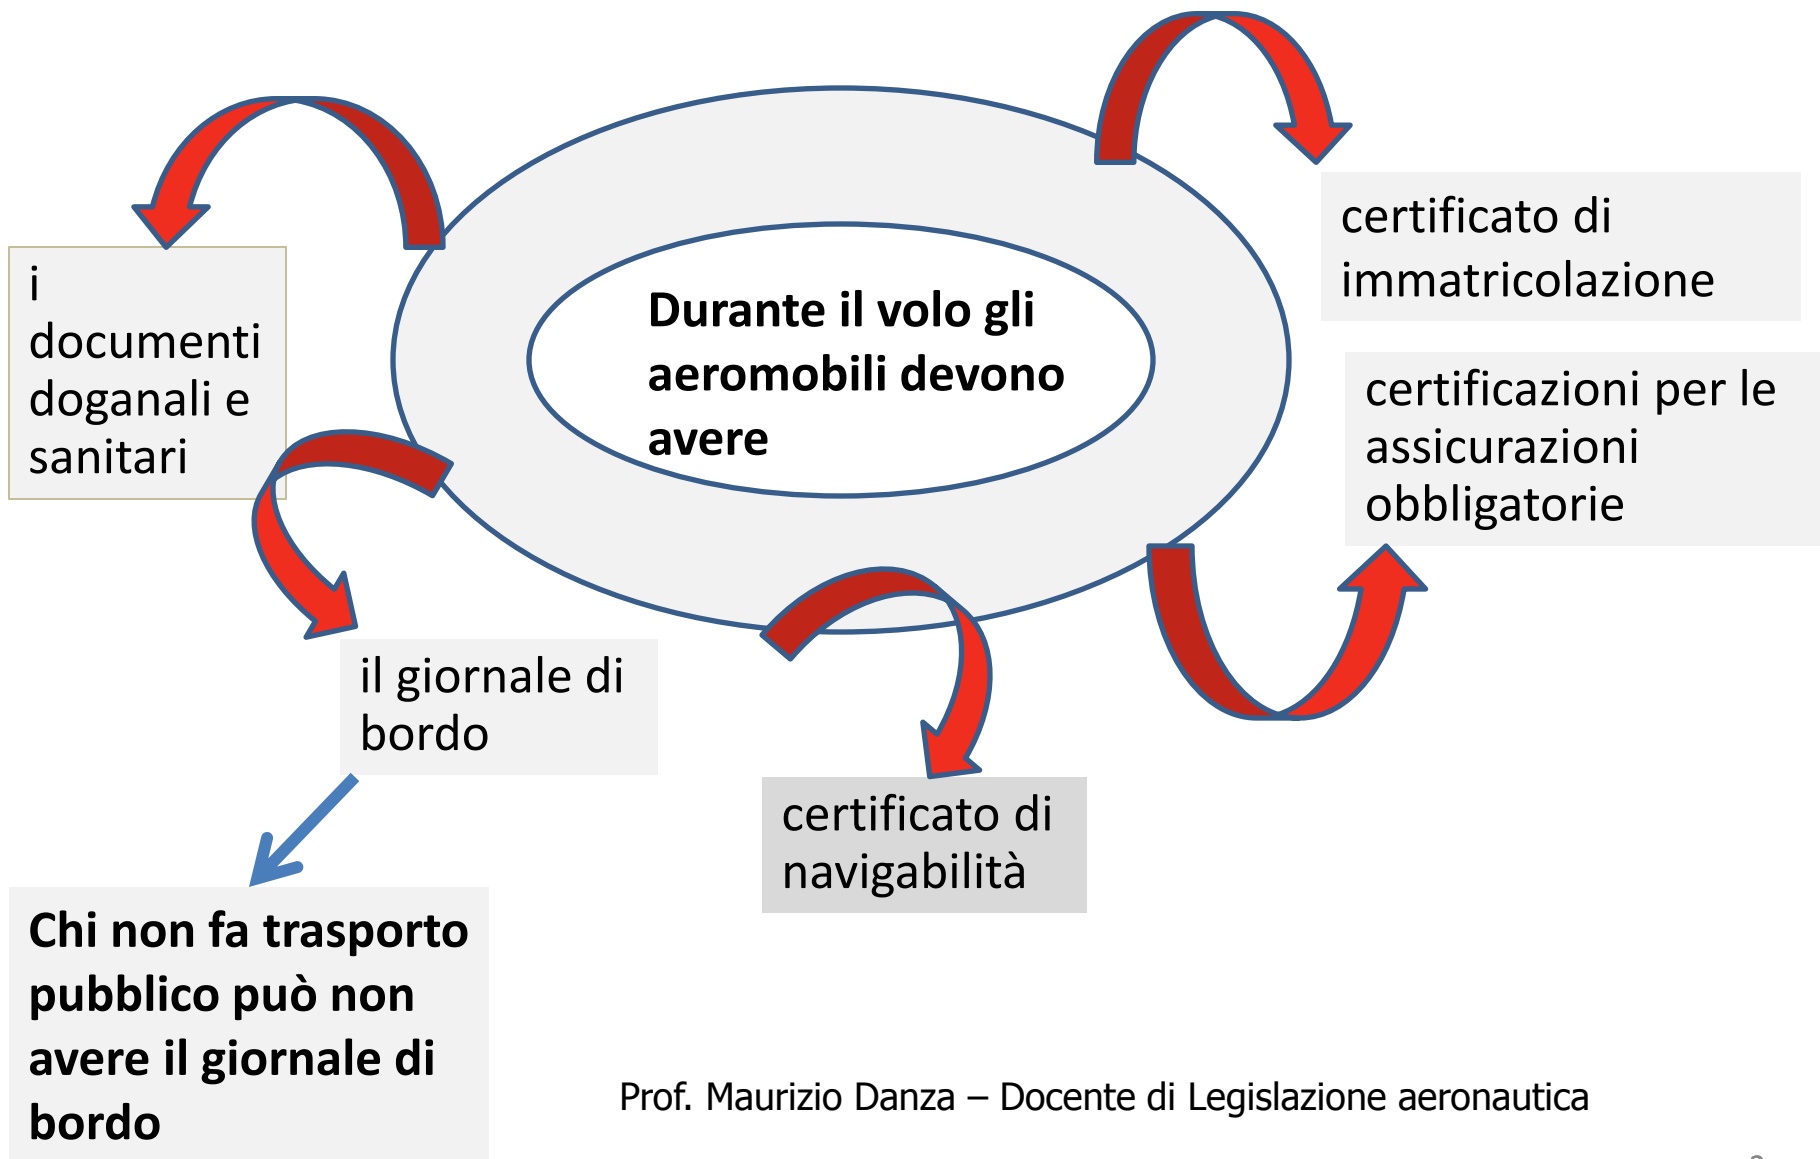 Durante il volo gli
aeromobili devono
avere
certificato di
immatricolazione
certificazioni per le
assicurazioni
obbligatorie
i
documenti
doganali e
sanitari
il giornale di
bordo
certificato di
navigabilità
Chi non fa trasporto
pubblico può non
avere il giornale di
bordo
Prof. Maurizio Danza – Docente di Legislazione aeronautica